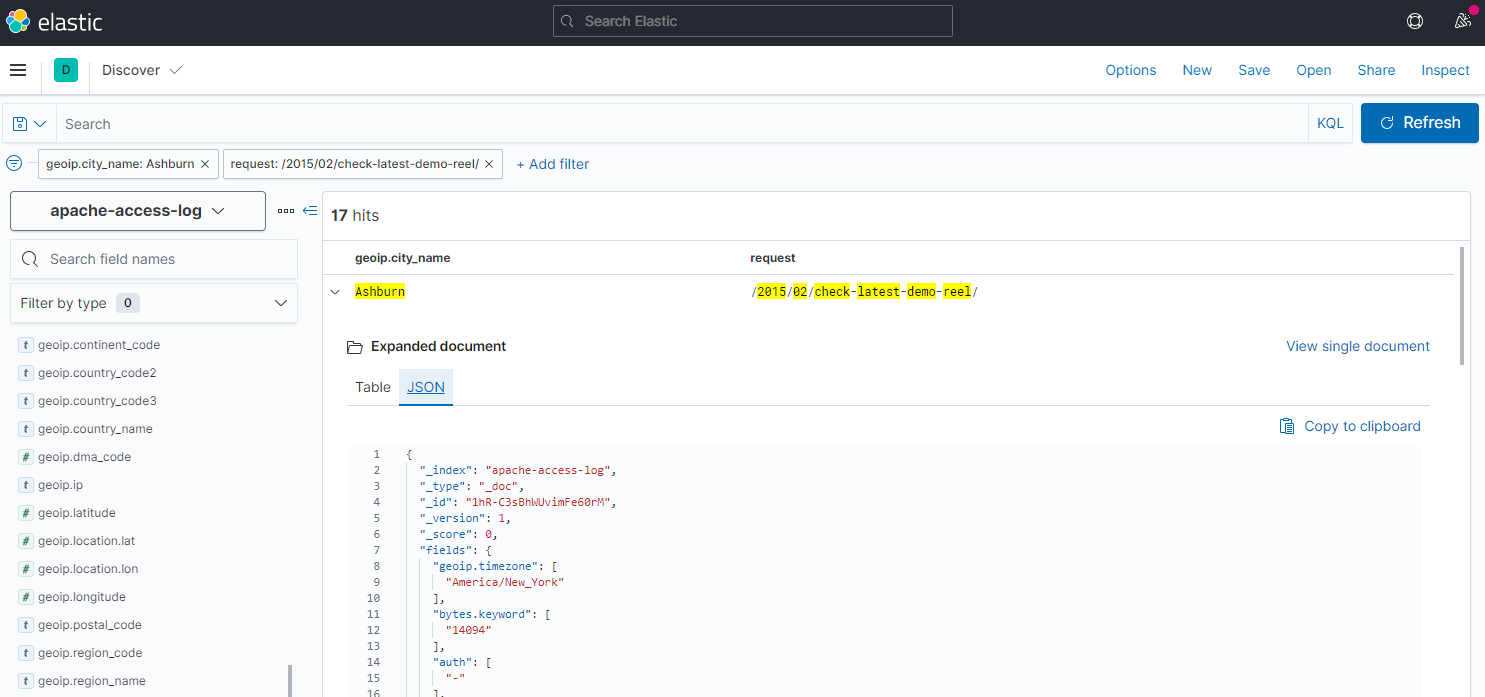 elastic
Search Elastic
D
Discover
Options New Save Open Share Inspect
Search
KQL
Refresh
geoip.city_name: Ashburn ×
request: /2015/02/check-latest-demo-reel/ ×
+ Add filter
apache-access-log
Search field names
Filter by type 0
t geoip.continent_code
t geoip.country_code2
t geoip.country_code3
t geoip.country_name
# geoip.dma_code
t geoip.ip
# geoip.latitude
# geoip.location.lat
# geoip.location.lon
# geoip.longitude
t geoip.postal_code
t geoip.region_code
t geoip.region_name
17 hits
geoip.city_name request
Ashburn /2015/02/check-latest-demo-reel/
Expanded document
View single document
Table JSON
Copy to clipboard
1 {
2 "_index": "apache-access-log",
3 "_type": "_doc",
4 "_id": "1hR-C3sBhWUvimFe60rM",
5 "_version": 1,
6 "_score": 0,
7 "fields": {
8 "geoip.timezone": [
9 "America/New_York"
10 ],
11 "bytes.keyword": [
12 "14094"
13 ],
14 "auth": [
15 "-"
16 ],